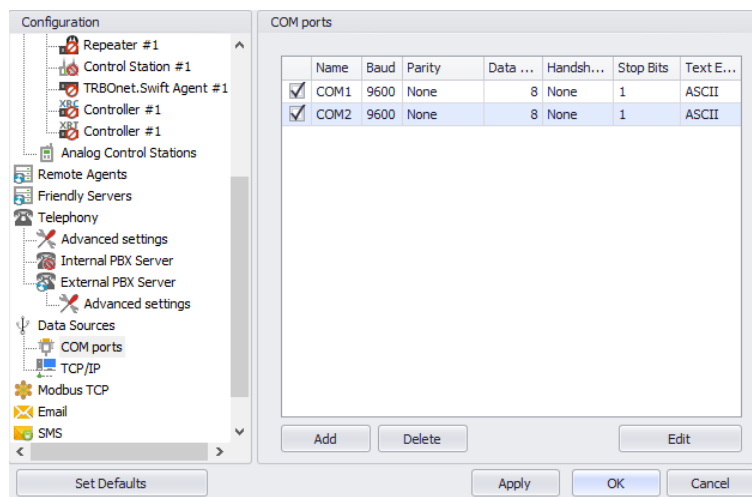 Configuration
Repeater #1
Control Station #1
TRBOnet.Swift Agent #1
XRC Controller #1
XRT Controller #1
Analog Control Stations
Remote Agents
Friendly Servers
Telephony
Advanced settings
Internal PBX Server
External PBX Server
Advanced settings
Data Sources
COM ports
TCP/IP
Modbus TCP
Email
SMS
Set Defaults
COM ports
Name Baud Parity Data ... Handsh... Stop Bits Text E...
COM1 9600 None 8 None 1 ASCII
COM2 9600 None 8 None 1 ASCII
Add Delete Edit
Apply OK Cancel